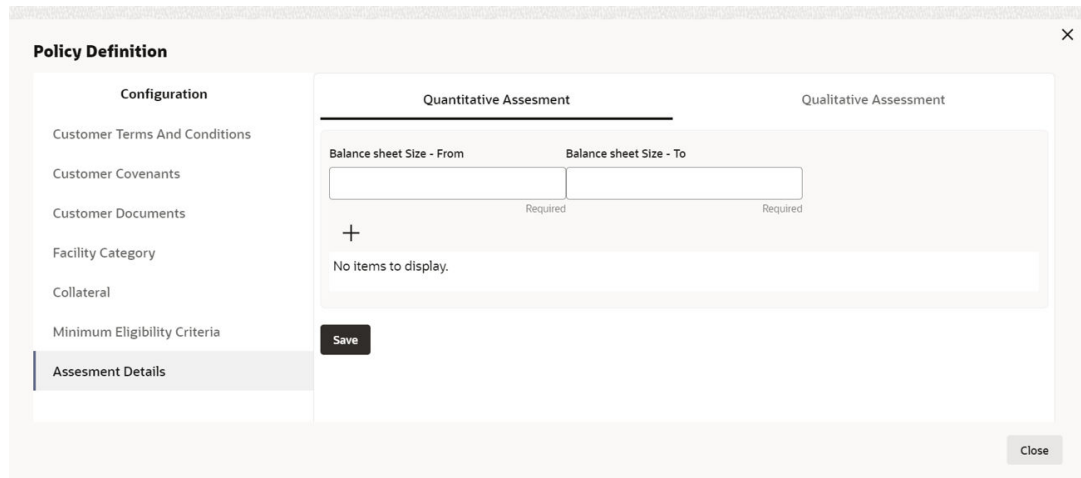 Policy Definition
Configuration
Customer Terms And Conditions
Customer Covenants
Customer Documents
Facility Category
Collateral
Minimum Eligibility Criteria
Assesment Details
Quantitative Assesment
Qualitative Assessment
Balance sheet Size - From
Balance sheet Size - To
Required
Required
No items to display.
Save
Close